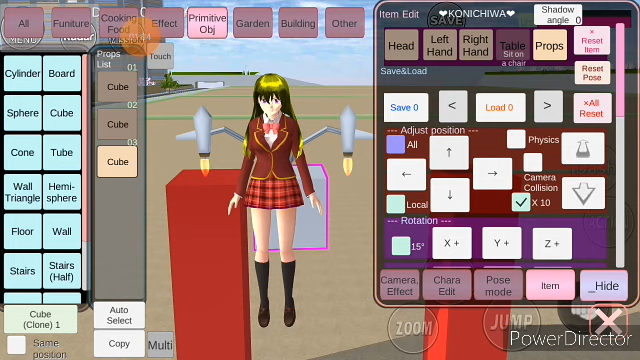 All
Funiture
Cooking
Food
Effect
Primitive
Obj
Garden
Building
Other
MENU
Props
List
Touch
Cylinder
Board
Sphere
Cube
Cone
Tube
Wall
Triangle
Hemi-
sphere
Floor
Wall
Stairs
Stairs
(Half)
01
Cube
02
Cube
03
Cube
Cube
(Clone) 1
Same
position
Auto
Select
Copy
Multi
Item Edit
SAVE
❤KONICHIWA❤
Shadow
angle 0
Head
Left
Hand
Right
Hand
Table
Sit on
a chair
Props
×
Reset
Item
Reset
Pose
Save&Load
Save 0
<
Load 0
>
×All
Reset
--- Adjust position ---
All
↑
Physics
←
→
Camera
Collision
Local
↓
X 10
--- Rotation ---
15°
X +
Y +
Z +
Camera,
Effect
Chara
Edit
Pose
mode
Item
_Hide
ZOOM
JUMP
PowerDirector